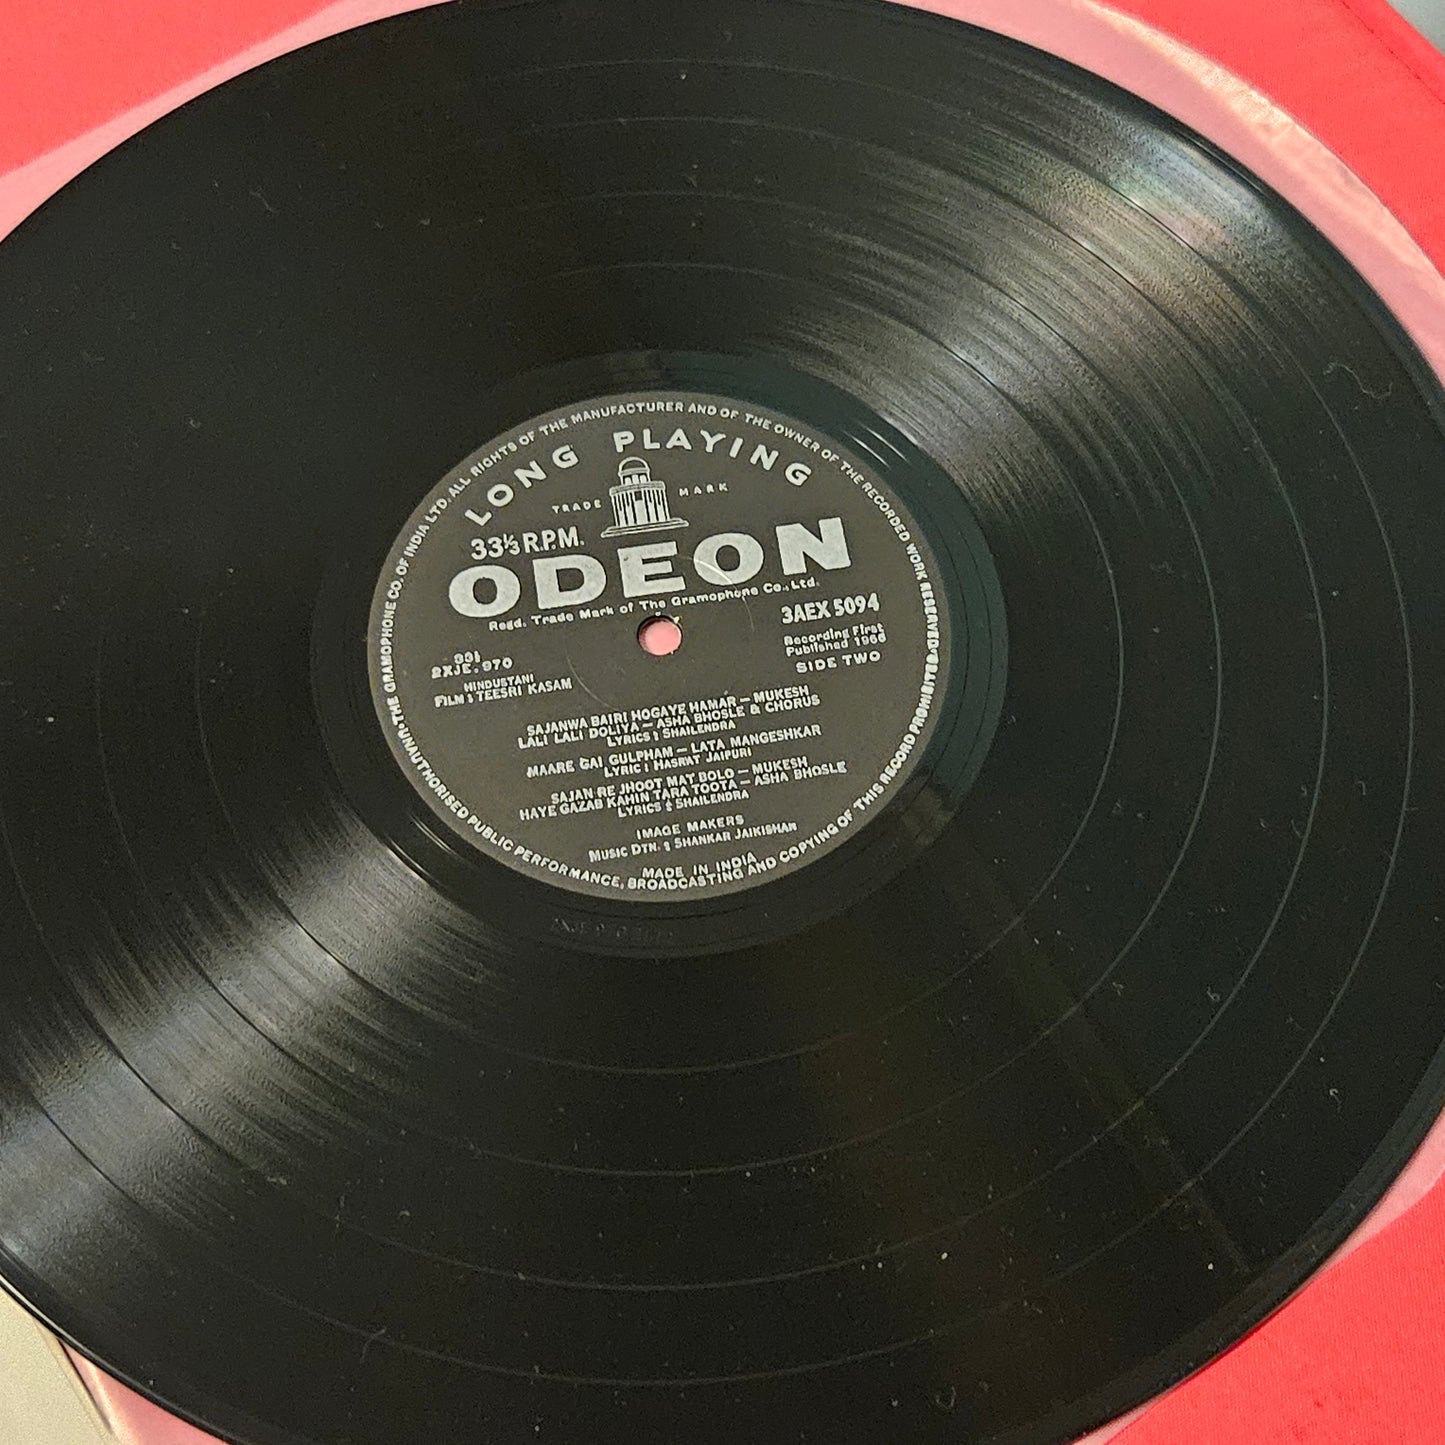 THE GRAMOPHONE CO. OF INDIA LTD. ALL RIGHTS OF THE MANUFACTURER AND OF THE OWNER OF THE RECORDED WORK RESERVED.
LONG PLAYING
TRADE MARK
33⅓ R.P.M.
ODEON
Regd. Trade Mark of The Gramophone Co., Ltd.
3AEX 5094
Recording First
Published 1966
SIDE TWO
331
2XJE. 970
HINDUSTANI
FILM : TEESRI KASAM
SAJANWA BAIRI HOGAYE HAMAR – MUKESH
LALI LALI DOLIYA – ASHA BHOSLE & CHORUS
LYRICS : SHAILENDRA
MAARE GAI GULPHAM – LATA MANGESHKAR
LYRIC : HASRAT JAIPURI
SAJAN RE JHOOT MAT BOLO – MUKESH
HAYE GAZAB KAHIN TARA TOOTA – ASHA BHOSLE
LYRICS : SHAILENDRA
IMAGE MAKERS
MUSIC DTN. : SHANKAR JAIKISHAN
MADE IN INDIA
UNAUTHORISED PUBLIC PERFORMANCE, BROADCASTING AND COPYING OF THIS RECORD PROHIBITED.